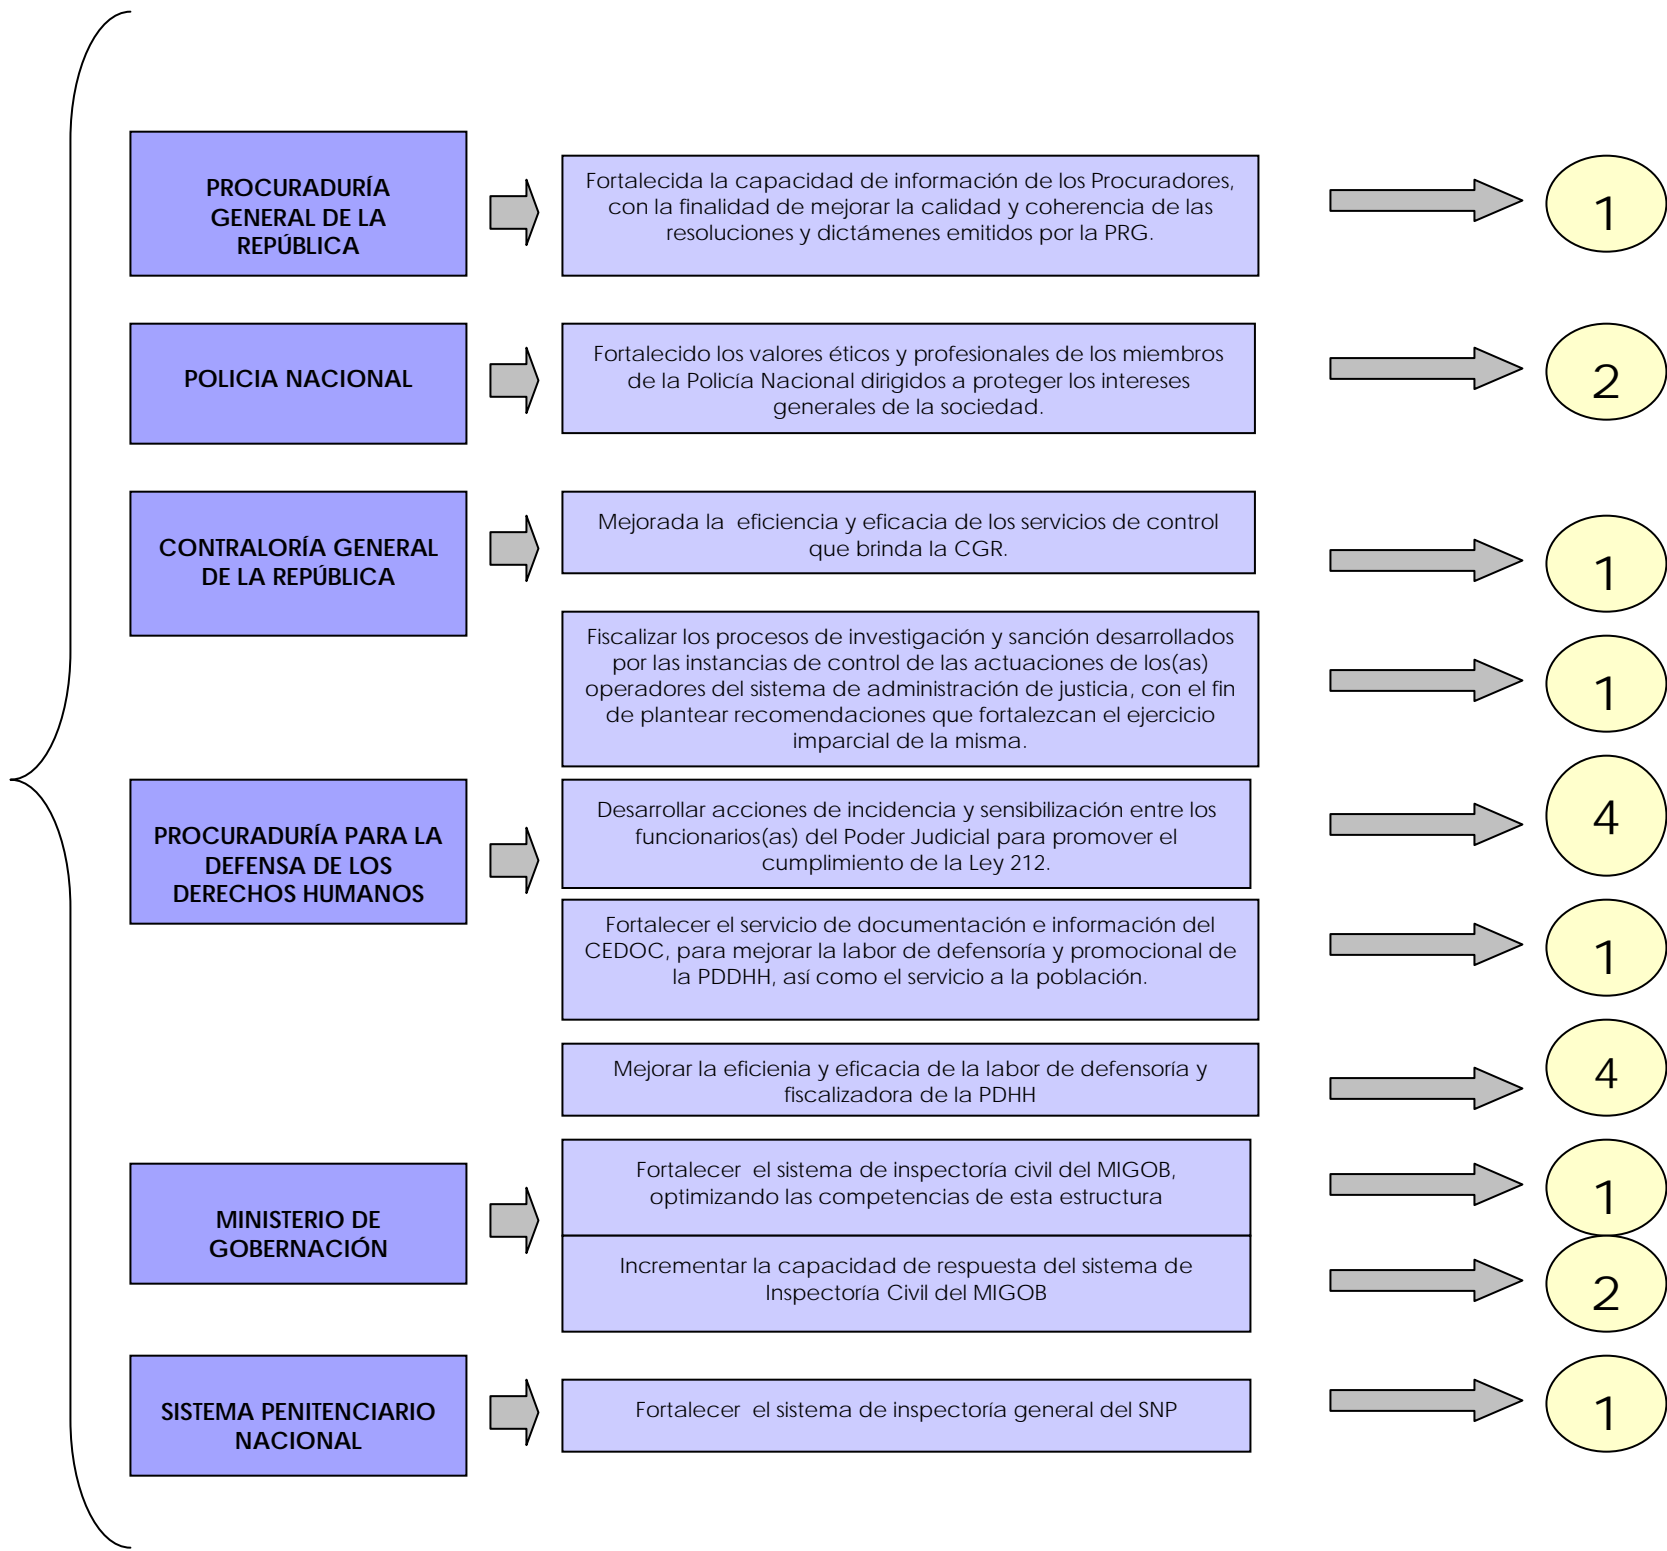 PROCURADURÍA
GENERAL DE LA
REPÚBLICA
Fortalecida la capacidad de información de los Procuradores,
con la finalidad de mejorar la calidad y coherencia de las
resoluciones y dictámenes emitidos por la PRG.
1
POLICIA NACIONAL
Fortalecido los valores éticos y profesionales de los miembros
de la Policía Nacional dirigidos a proteger los intereses
generales de la sociedad.
2
CONTRALORÍA GENERAL
DE LA REPÚBLICA
Mejorada la  eficiencia y eficacia de los servicios de control
que brinda la CGR.
1
Fiscalizar los procesos de investigación y sanción desarrollados
por las instancias de control de las actuaciones de los(as)
operadores del sistema de administración de justicia, con el fin
de plantear recomendaciones que fortalezcan el ejercicio
imparcial de la misma.
1
PROCURADURÍA PARA LA
DEFENSA DE LOS
DERECHOS HUMANOS
Desarrollar acciones de incidencia y sensibilización entre los
funcionarios(as) del Poder Judicial para promover el
cumplimiento de la Ley 212.
4
Fortalecer el servicio de documentación e información del
CEDOC, para mejorar la labor de defensoría y promocional de
la PDDHH, así como el servicio a la población.
1
Mejorar la eficienia y eficacia de la labor de defensoría y
fiscalizadora de la PDHH
4
MINISTERIO DE
GOBERNACIÓN
Fortalecer  el sistema de inspectoría civil del MIGOB,
optimizando las competencias de esta estructura
1
Incrementar la capacidad de respuesta del sistema de
Inspectoría Civil del MIGOB
2
SISTEMA PENITENCIARIO
NACIONAL
Fortalecer  el sistema de inspectoría general del SNP
1